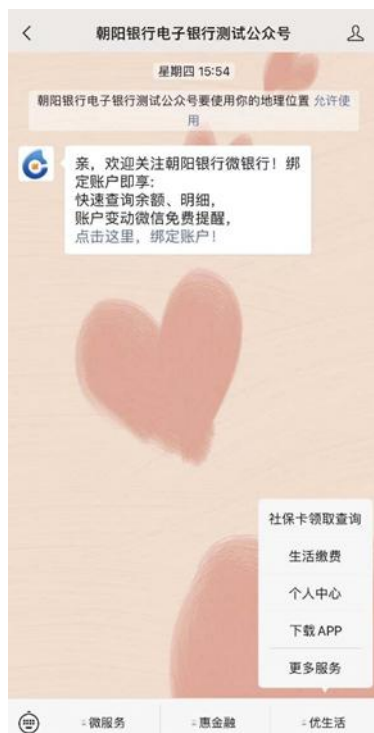 朝阳银行电子银行测试公众号
星期四 15:54
朝阳银行电子银行测试公众号要使用你的地理位置 允许使
用
亲，欢迎关注朝阳银行微银行！绑
定账户即享：
快速查询余额、明细，
账户变动微信免费提醒，
点击这里，绑定账户！
社保卡领取查询
生活缴费
个人中心
下载APP
更多服务
微服务
惠金融
优生活